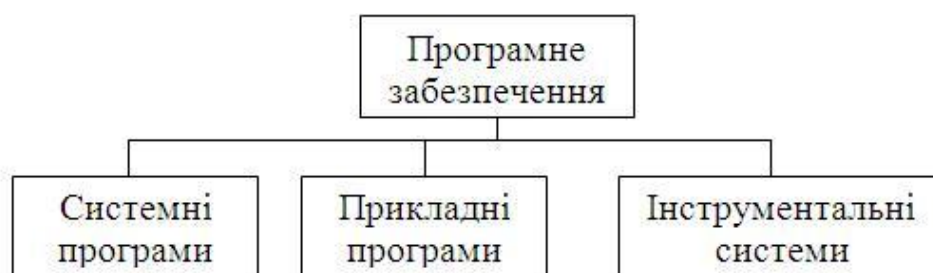 Програмне
забезпечення
Системні
програми
Прикладні
програми
Інструментальні
системи